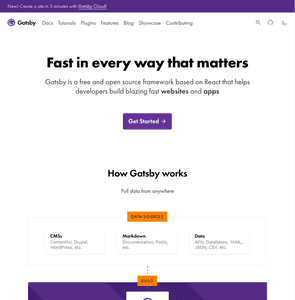 New! Create a site in 5 minutes with Gatsby Cloud!
Gatsby Docs Tutorials Plugins Features Blog Showcase Contributing
Fast in every way that matters
Gatsby is a free and open source framework based on React that helps
developers build blazing fast websites and apps
Get Started →
How Gatsby works
Pull data from anywhere
DATA SOURCES
CMSs
Contentful, Drupal,
WordPress, etc.
Markdown
Documentation, Posts,
etc.
Data
APIs, Databases, YAML,
JSON, CSV, etc.
BUILD